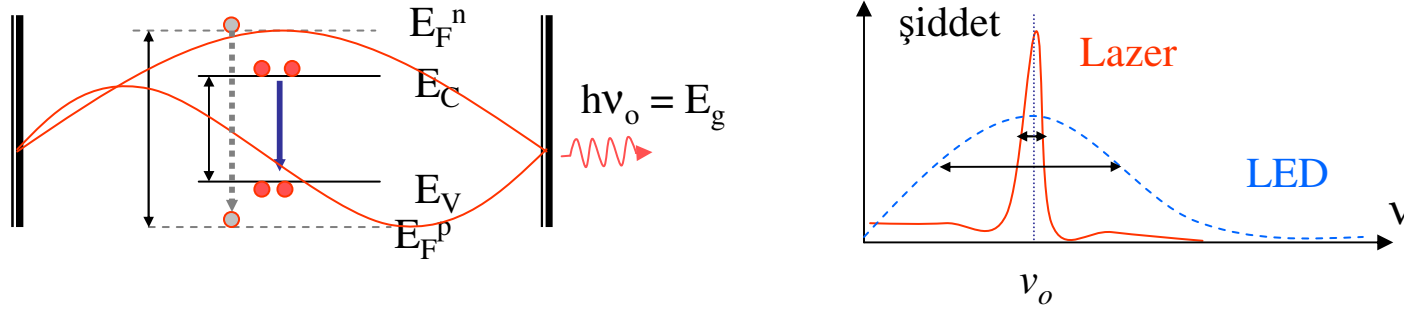 E_F^n
E_C
hν_o = E_g
E_V
E_F^p
şiddet
Lazer
LED
ν
ν_o